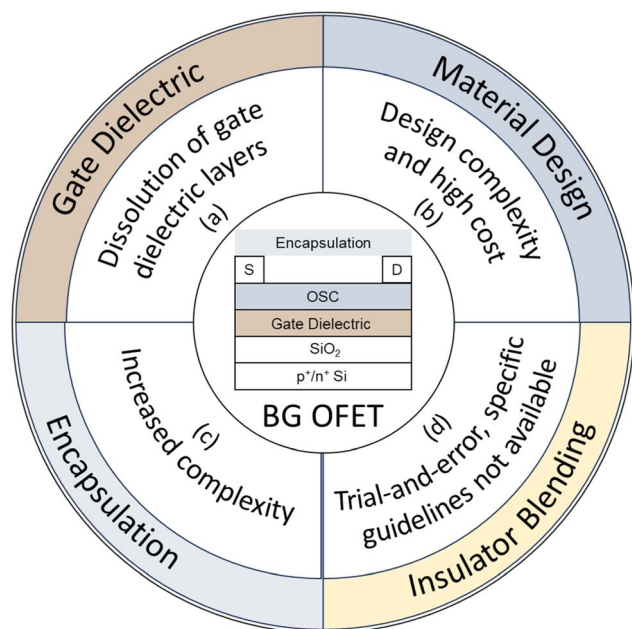 Gate Dielectric
Dissolution of gate
dielectric layers
(a)
Material Design
Design complexity
and high cost
(b)
Encapsulation
S
D
OSC
Gate Dielectric
SiO₂
p⁺/n⁺ Si
BG OFET
Encapsulation
(c)
Increased complexity
Insulator Blending
(d)
Trial-and-error, specific
guidelines not available